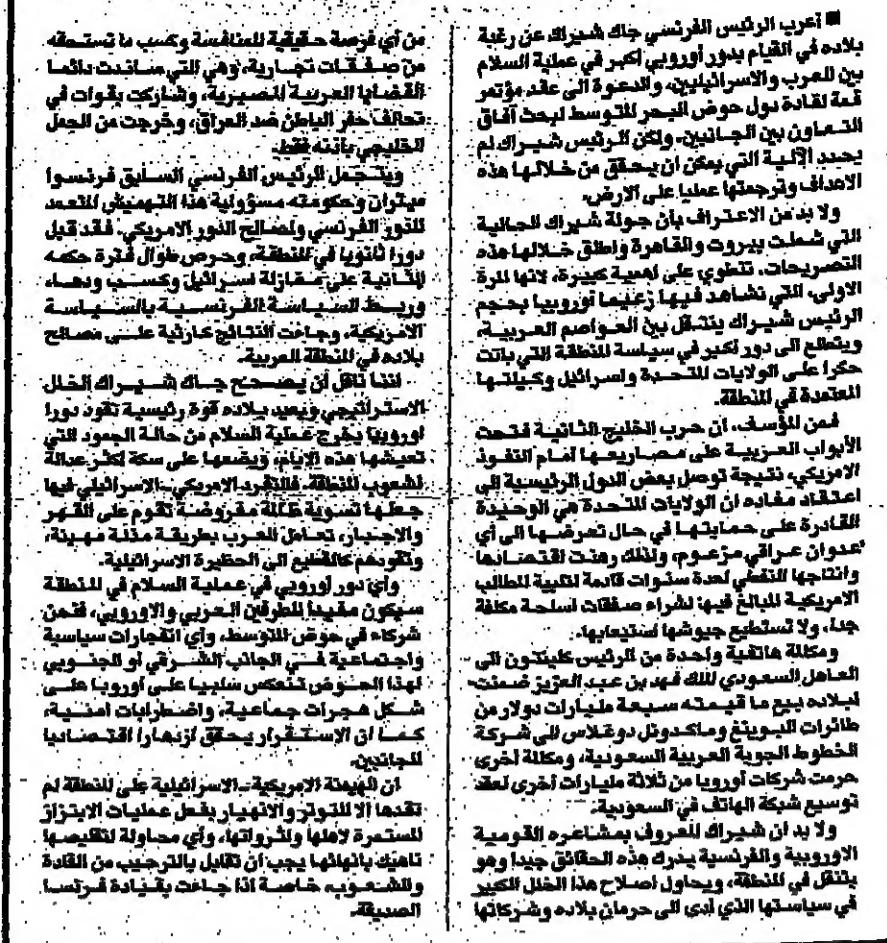 ■ أعرب الرئيس الفرنسي جاك شيراك عن رغبة
بلاده في القيام بدور أوروبي أكبر في عملية السلام
بين العرب والاسرائيليين، والدعوة الى عقد مؤتمر
قمة لقادة دول حوض البحر المتوسط لبحث آفاق
التعاون بين الجانبين. ولكن الرئيس شيراك لم
يحدد الآلية التي يمكن ان يحقق من خلالها هذه
الاهداف وترجمتها عمليا على الارض.
ولا بد من الاعتراف بأن جولة شيراك الحالية
التي شملت بيروت والقاهرة واطلق خلالها هذه
التصريحات، تنطوي على اهمية كبيرة، لانها المرة
الاولى، التي نشاهد فيها زعيما اوروبيا بحجم
الرئيس شيراك يتنقل بين العواصم العربية،
ويتطلع الى دور أكبر في سياسة المنطقة التي باتت
حكرا على الولايات المتحدة واسرائيل وكيلتها
المعتمدة في المنطقة.
فمن المؤسف، ان حرب الخليج الثانية فتحت
الأبواب العربية على مصاريعها أمام النفوذ
الامريكي، نتيجة توصل بعض الدول الرئيسية الى
اعتقاد مفاده ان الولايات المتحدة هي الوحيدة
القادرة على حمايتها في حال تعرضها الى أي
عدوان عراقي مزعوم، ولذلك رهنت اقتصادها
وانتاجها النفطي لعدة سنوات قادمة لتلبية المطالب
الامريكية المبالغ فيها، لشراء صفقات اسلحة مكلفة
جدا، ولا تستطيع جيوشها استيعابها.
ومكالمة هاتفية واحدة من الرئيس كلينتون الى
العاهل السعودي الملك فهد بن عبد العزيز ضمنت
لبلاده بيع ما قيمته سبعة مليارات دولار من
طائرات البوينغ وماكدونل دوغلاس الى شركة
الخطوط الجوية العربية السعودية، ومكالمة أخرى
حرمت شركات أوروبا من ثلاثة مليارات أخرى لعقد
توسيع شبكة الهاتف في السعودية.
ولا بد ان شيراك المعروف بمشاعره القومية
الاوروبية والفرنسية يدرك هذه الحقائق جيدا وهو
يتنقل في المنطقة، ويحاول اصلاح هذا الخلل الكبير
في سياستها الذي أدى الى حرمان بلاده وشركاتها
من أي فرصة حقيقية للمنافسة وكسب ما تستحقه
من صفقات تجارية، وهي التي ساندت دائما
القضايا العربية المصيرية، وشاركت بقوات في
تحالف حفر الباطن ضد العراق، وخرجت من الجمل
الخليجي بأذنه فقط.
ويتحمل الرئيس الفرنسي السابق فرنسوا
ميتران وحكومته مسؤولية هذا التهميش المتعمد
للدور الفرنسي ولصالح الدور الامريكي. فقد قبل
دورا ثانويا في المنطقة، وحرص طوال فترة حكمه
الثانية على مغازلة اسرائيل وكسب ودها،
وربط السياسة الفرنسية بالسياسة
الامريكية، وجاءت النتائج كارثية على مصالح
بلاده في المنطقة العربية.
اننا نأمل أن يصحح جاك شيراك الخلل
الاستراتيجي ويعيد بلاده قوة رئيسية تقود دورا
اوروبيا يخرج عملية السلام من حالة الجمود التي
تعيشها هذه الايام، ويضعها على سكة اكثر عدالة
لشعوب المنطقة. فالتفرد الامريكي-الاسرائيلي فيها
جعلها تسوية ظالمة مفروضة تقوم على القهر
والاجبار، تعامل العرب بطريقة مذلة مهينة،
وتقودهم كالقطيع الى الحظيرة الاسرائيلية.
وأي دور اوروبي في عملية السلام في المنطقة
سيكون مفيدا للطرفين العربي والاوروبي، فنحن
شركاء في حوض المتوسط، وأي انفجارات سياسية
واجتماعية في الجانب الشرقي أو الجنوبي
لهذا الحوض تنعكس سلبيا على اوروبا على
شكل هجرات جماعية، واضطرابات امنية،
كما ان الاستقرار يحقق ازدهارا اقتصاديا
للجانبين.
ان الهيمنة الامريكية-الاسرائيلية على المنطقة لم
تقدها الا للتوتر والانهيار بفعل عمليات الابتزاز
المستمرة لاهلها ولثرواتها، وأي محاولة لتقليصها
ناهيك بانهائها يجب ان تقابل بالترحيب من القادة
والشعوب، خاصة اذا جاءت بقيادة فرنسا
الصديقة.